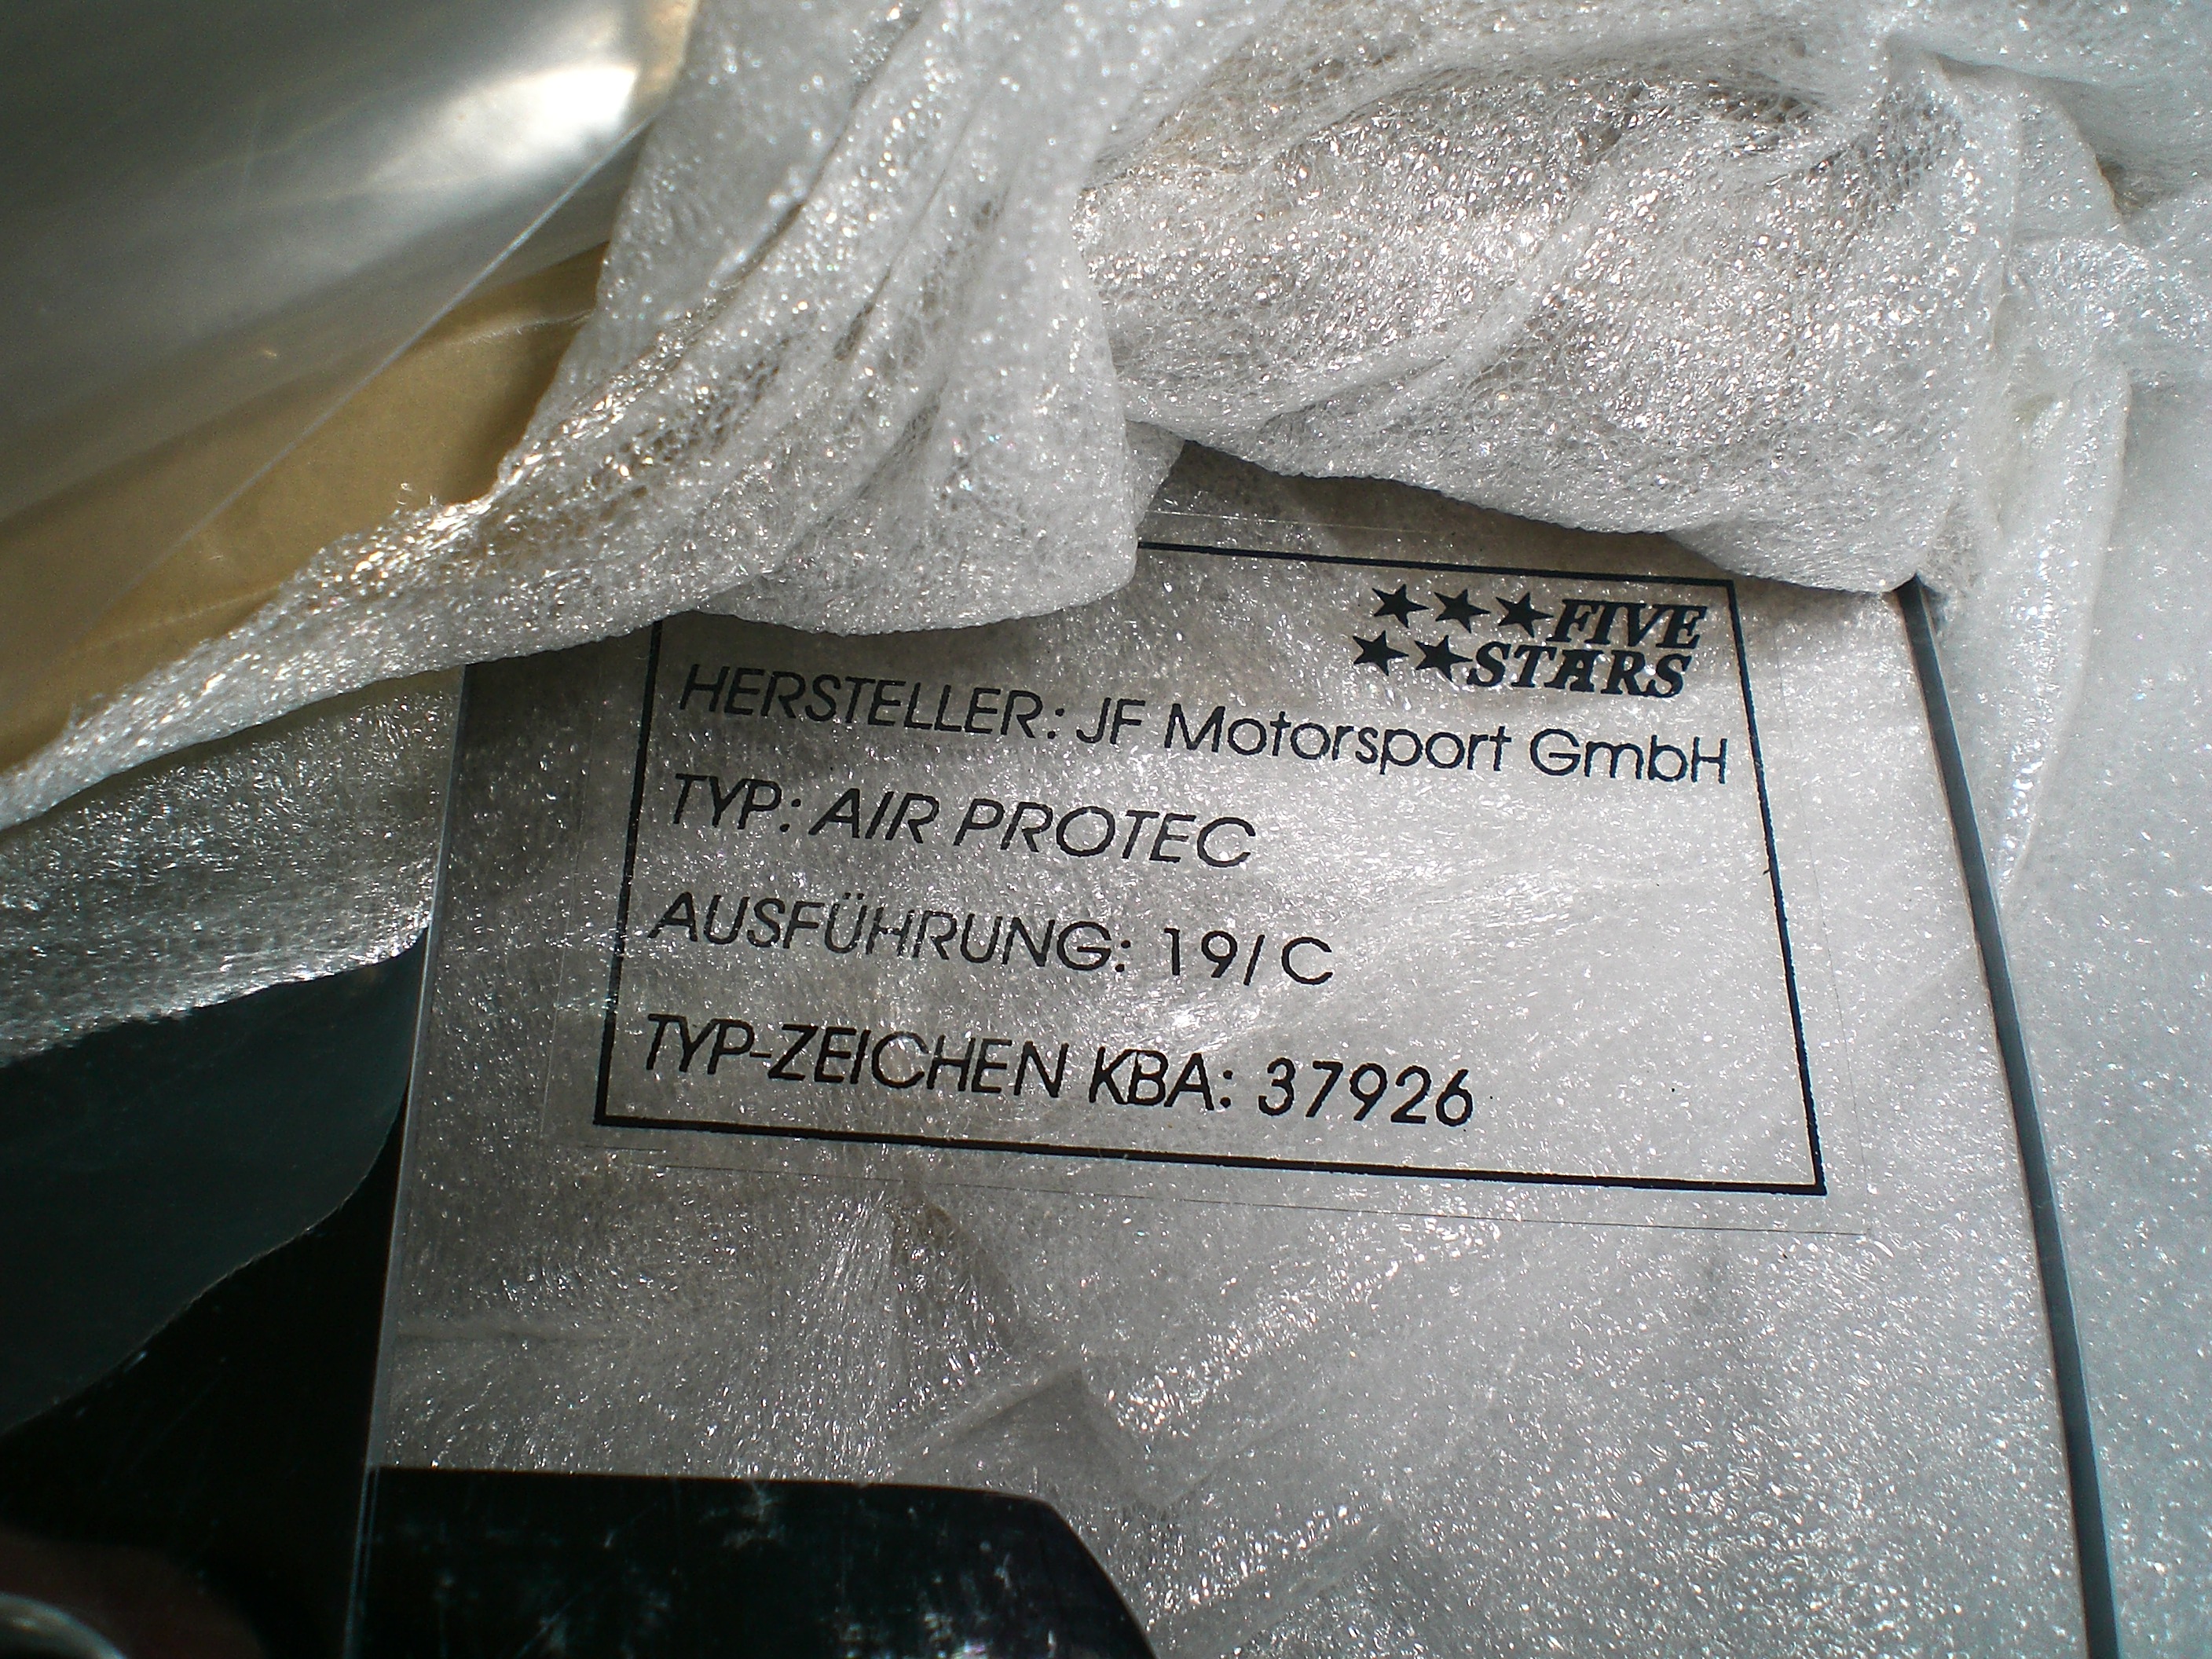 ★★★FIVE
★★STARS
HERSTELLER: JF Motorsport GmbH
TYP: AIR PROTEC
AUSFÜHRUNG: 19/C
TYP-ZEICHEN KBA: 37926